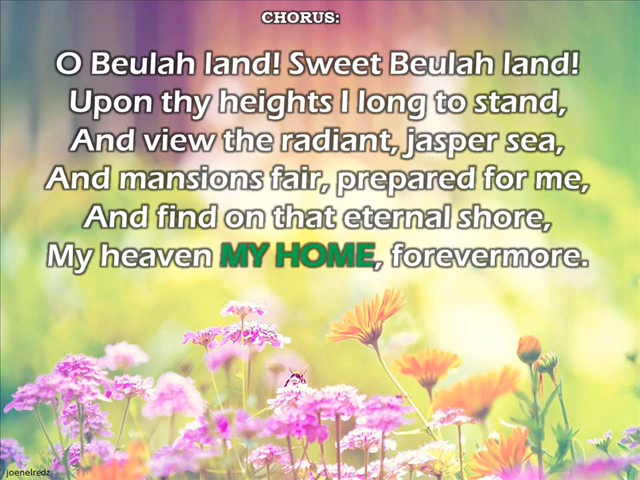 CHORUS:
O Beulah land! Sweet Beulah land!
Upon thy heights I long to stand,
And view the radiant, jasper sea,
And mansions fair, prepared for me,
And find on that eternal shore,
My heaven MY HOME, forevermore.
joenelredz